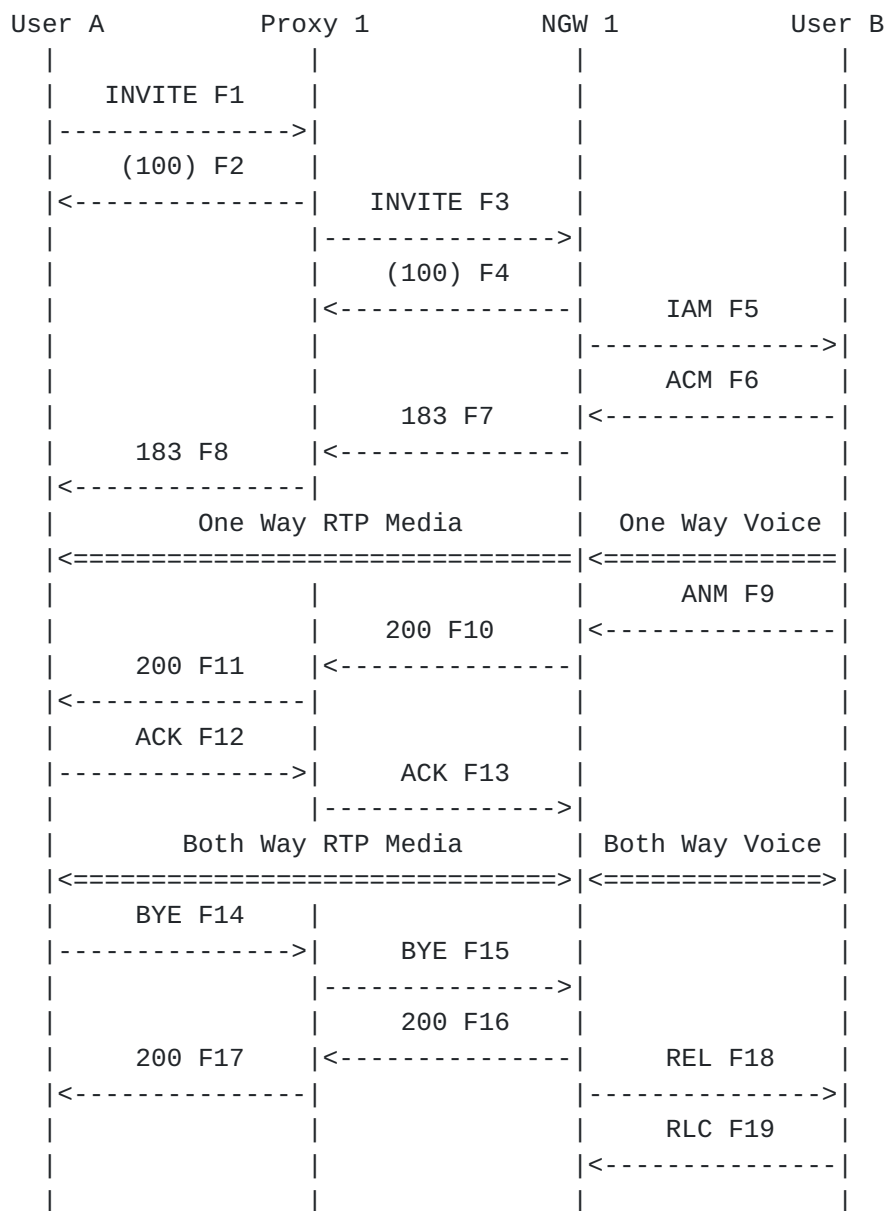 User A Proxy 1 NGW 1 User B
INVITE F1
(100) F2
INVITE F3
(100) F4
IAM F5
ACM F6
183 F7
183 F8
One Way RTP Media One Way Voice
ANM F9
200 F10
200 F11
ACK F12
ACK F13
Both Way RTP Media Both Way Voice
BYE F14
BYE F15
200 F16
200 F17 REL F18
RLC F19